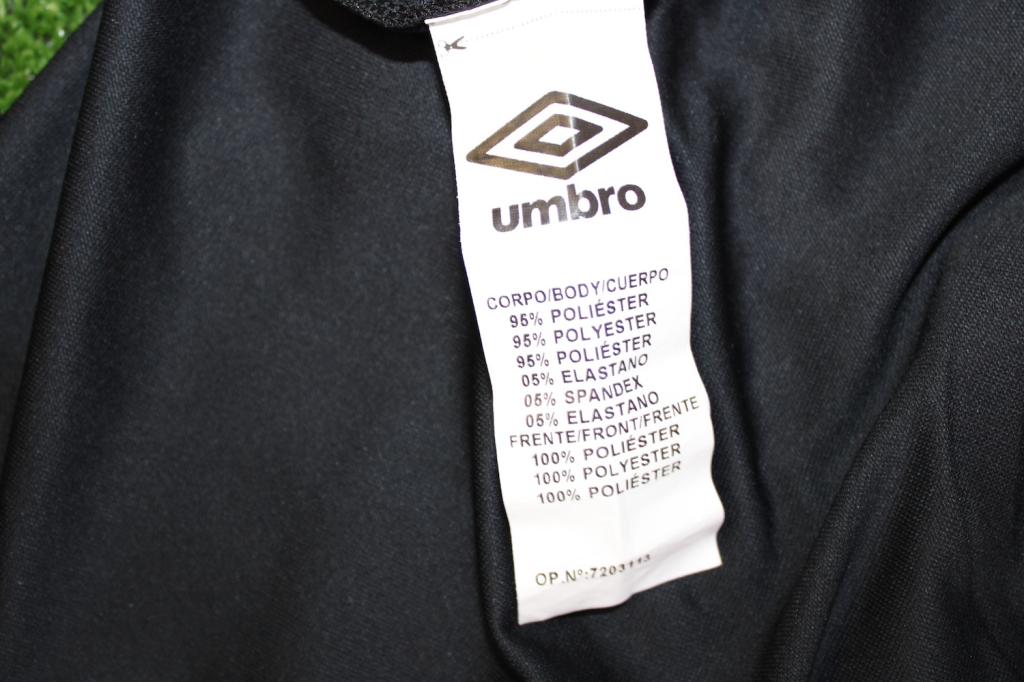 umbro
CORPO/BODY/CUERPO
95% POLIÉSTER
95% POLYESTER
95% POLIÉSTER
05% ELASTANO
05% SPANDEX
05% ELASTANO
FRENTE/FRONT/FRENTE
100% POLIÉSTER
100% POLYESTER
100% POLIÉSTER
OP.Nº:7203113